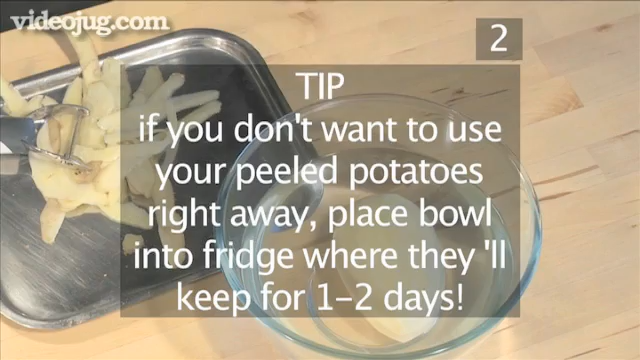 videojug.com
2
TIP
if you don't want to use
your peeled potatoes
right away, place bowl
into fridge where they 'll
keep for 1-2 days!